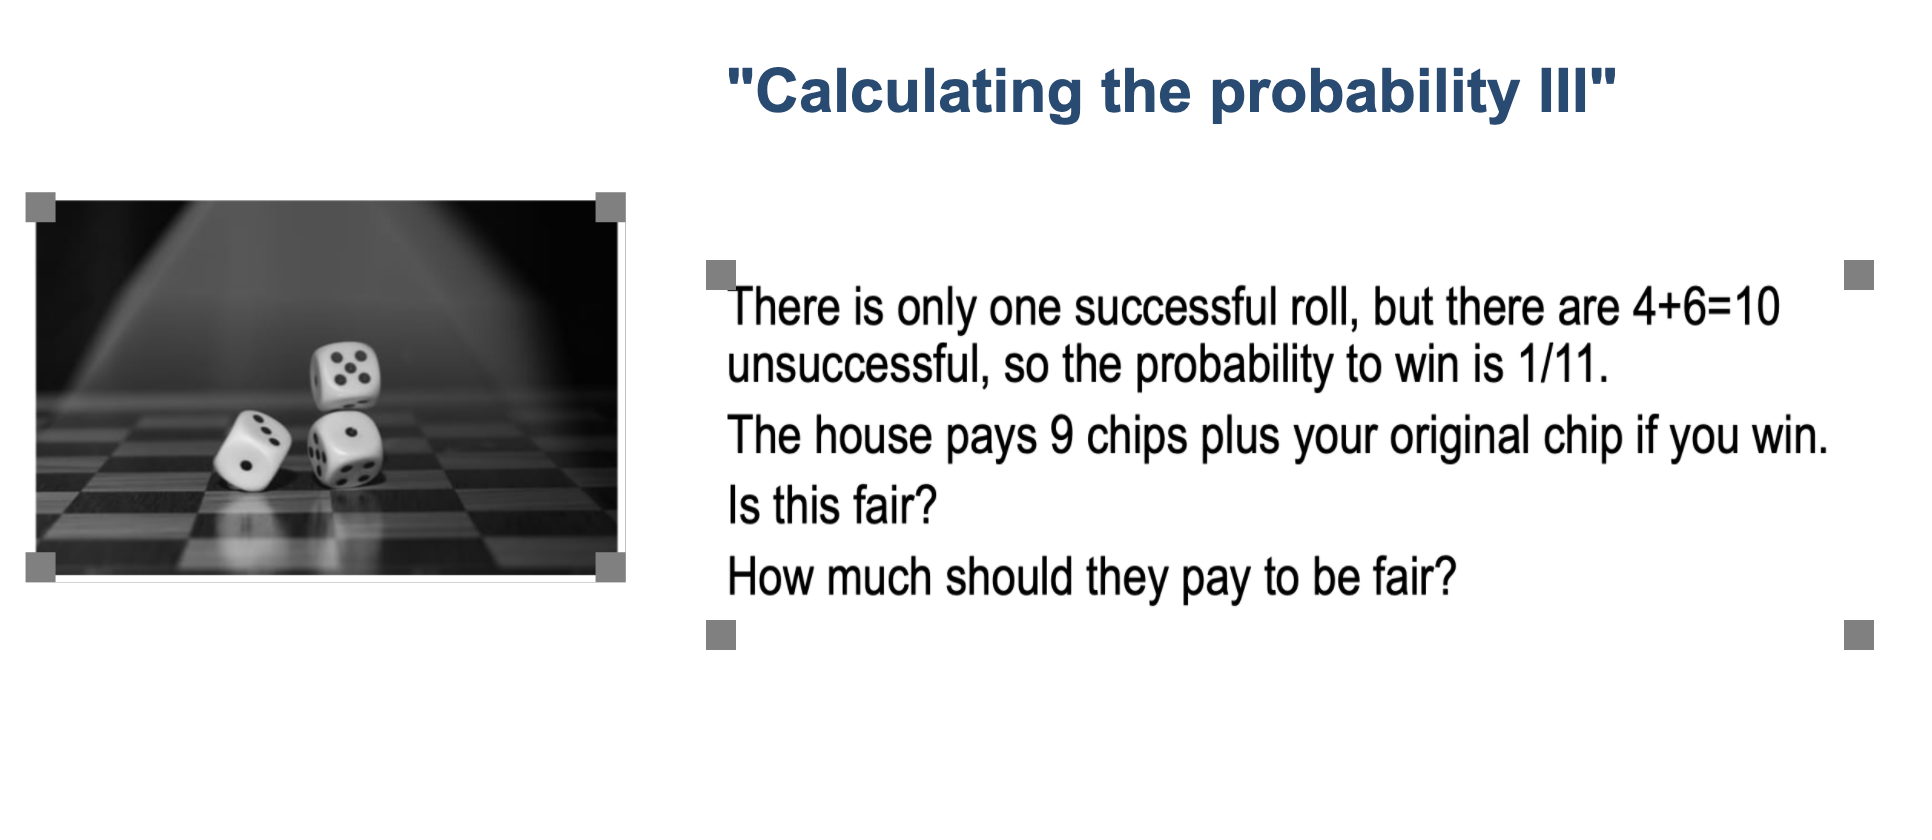 "Calculating the probability III"
There is only one successful roll, but there are 4+6=10
unsuccessful, so the probability to win is 1/11.
The house pays 9 chips plus your original chip if you win.
Is this fair?
How much should they pay to be fair?